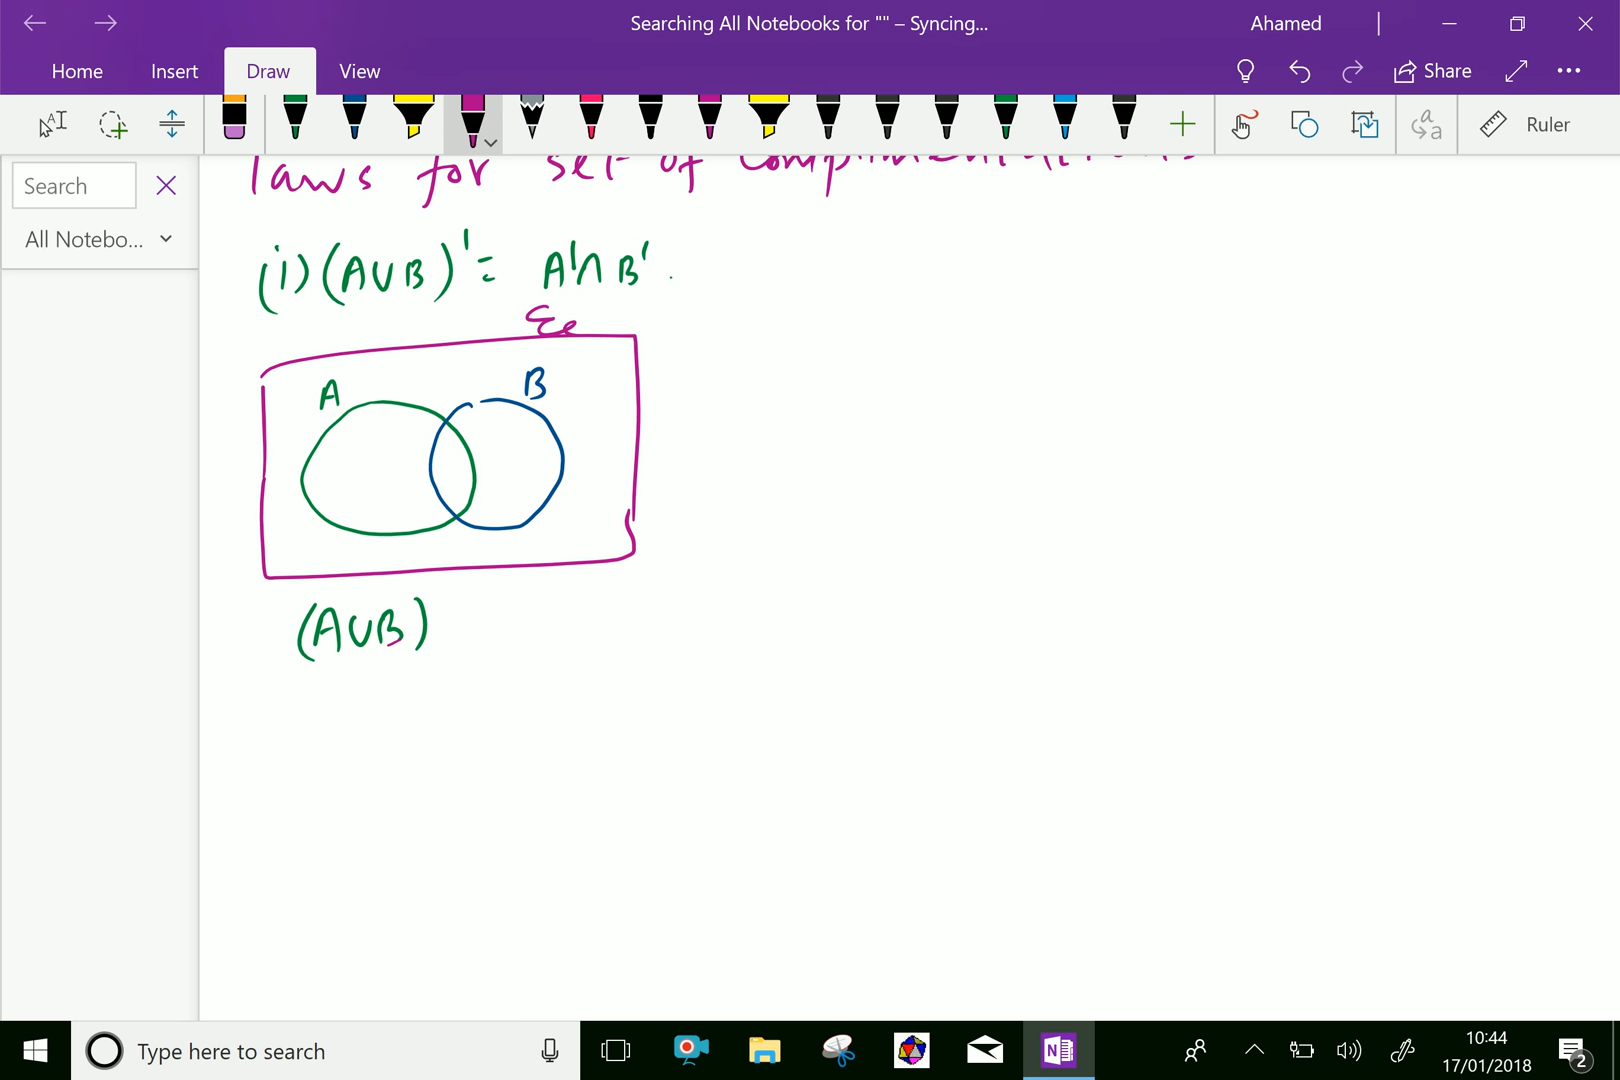 Searching All Notebooks for "" – Syncing...
Ahamed
Home Insert Draw View
Share
Ruler
Search
All Notebo...
laws for set of
(i) (A∪B)' = A'∩B'.
A B
(A∪B)
Type here to search
10:44
17/01/2018
2